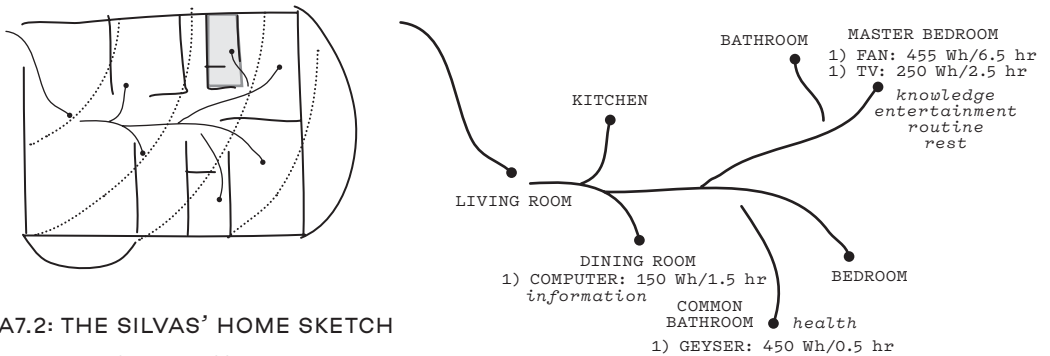 BATHROOM
MASTER BEDROOM
1) FAN: 455 Wh/6.5 hr
1) TV: 250 Wh/2.5 hr
knowledge
entertainment
routine
rest
KITCHEN
LIVING ROOM
DINING ROOM
1) COMPUTER: 150 Wh/1.5 hr
information
BEDROOM
COMMON
BATHROOM
health
1) GEYSER: 450 Wh/0.5 hr
A7.2: THE SILVAS’ HOME SKETCH